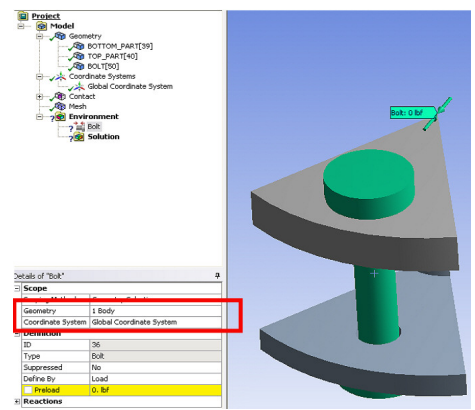 Project
Model
Geometry
BOTTOM_PART[39]
TOP_PART[40]
BOLT[50]
Coordinate Systems
Global Coordinate System
Contact
Mesh
Environment
Bolt
Solution
Bolt: 0 lbf
Details of "Bolt"
Scope
Geometry 1 Body
Coordinate System Global Coordinate System
Definition
ID 36
Type Bolt
Suppressed No
Define By Load
Preload 0. lbf
Reactions